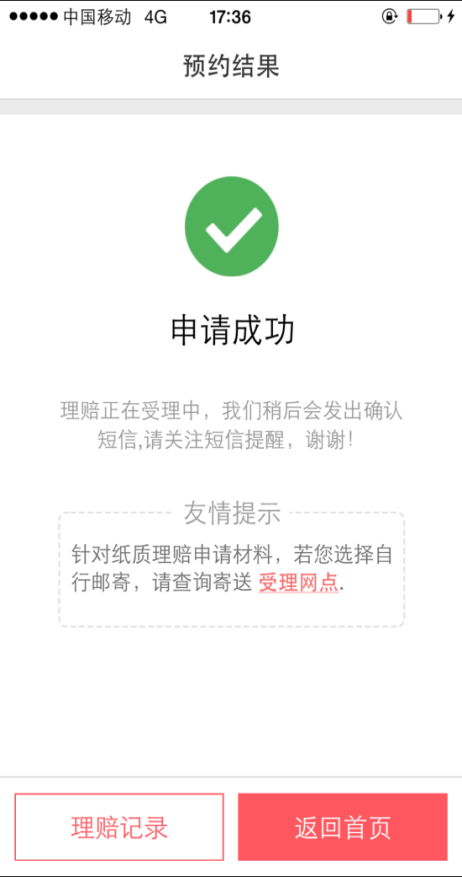 中国移动 4G 17:36
预约结果
申请成功
理赔正在受理中，我们稍后会发出确认
短信,请关注短信提醒，谢谢！
友情提示
针对纸质理赔申请材料，若您选择自
行邮寄，请查询寄送 受理网点.
理赔记录
返回首页